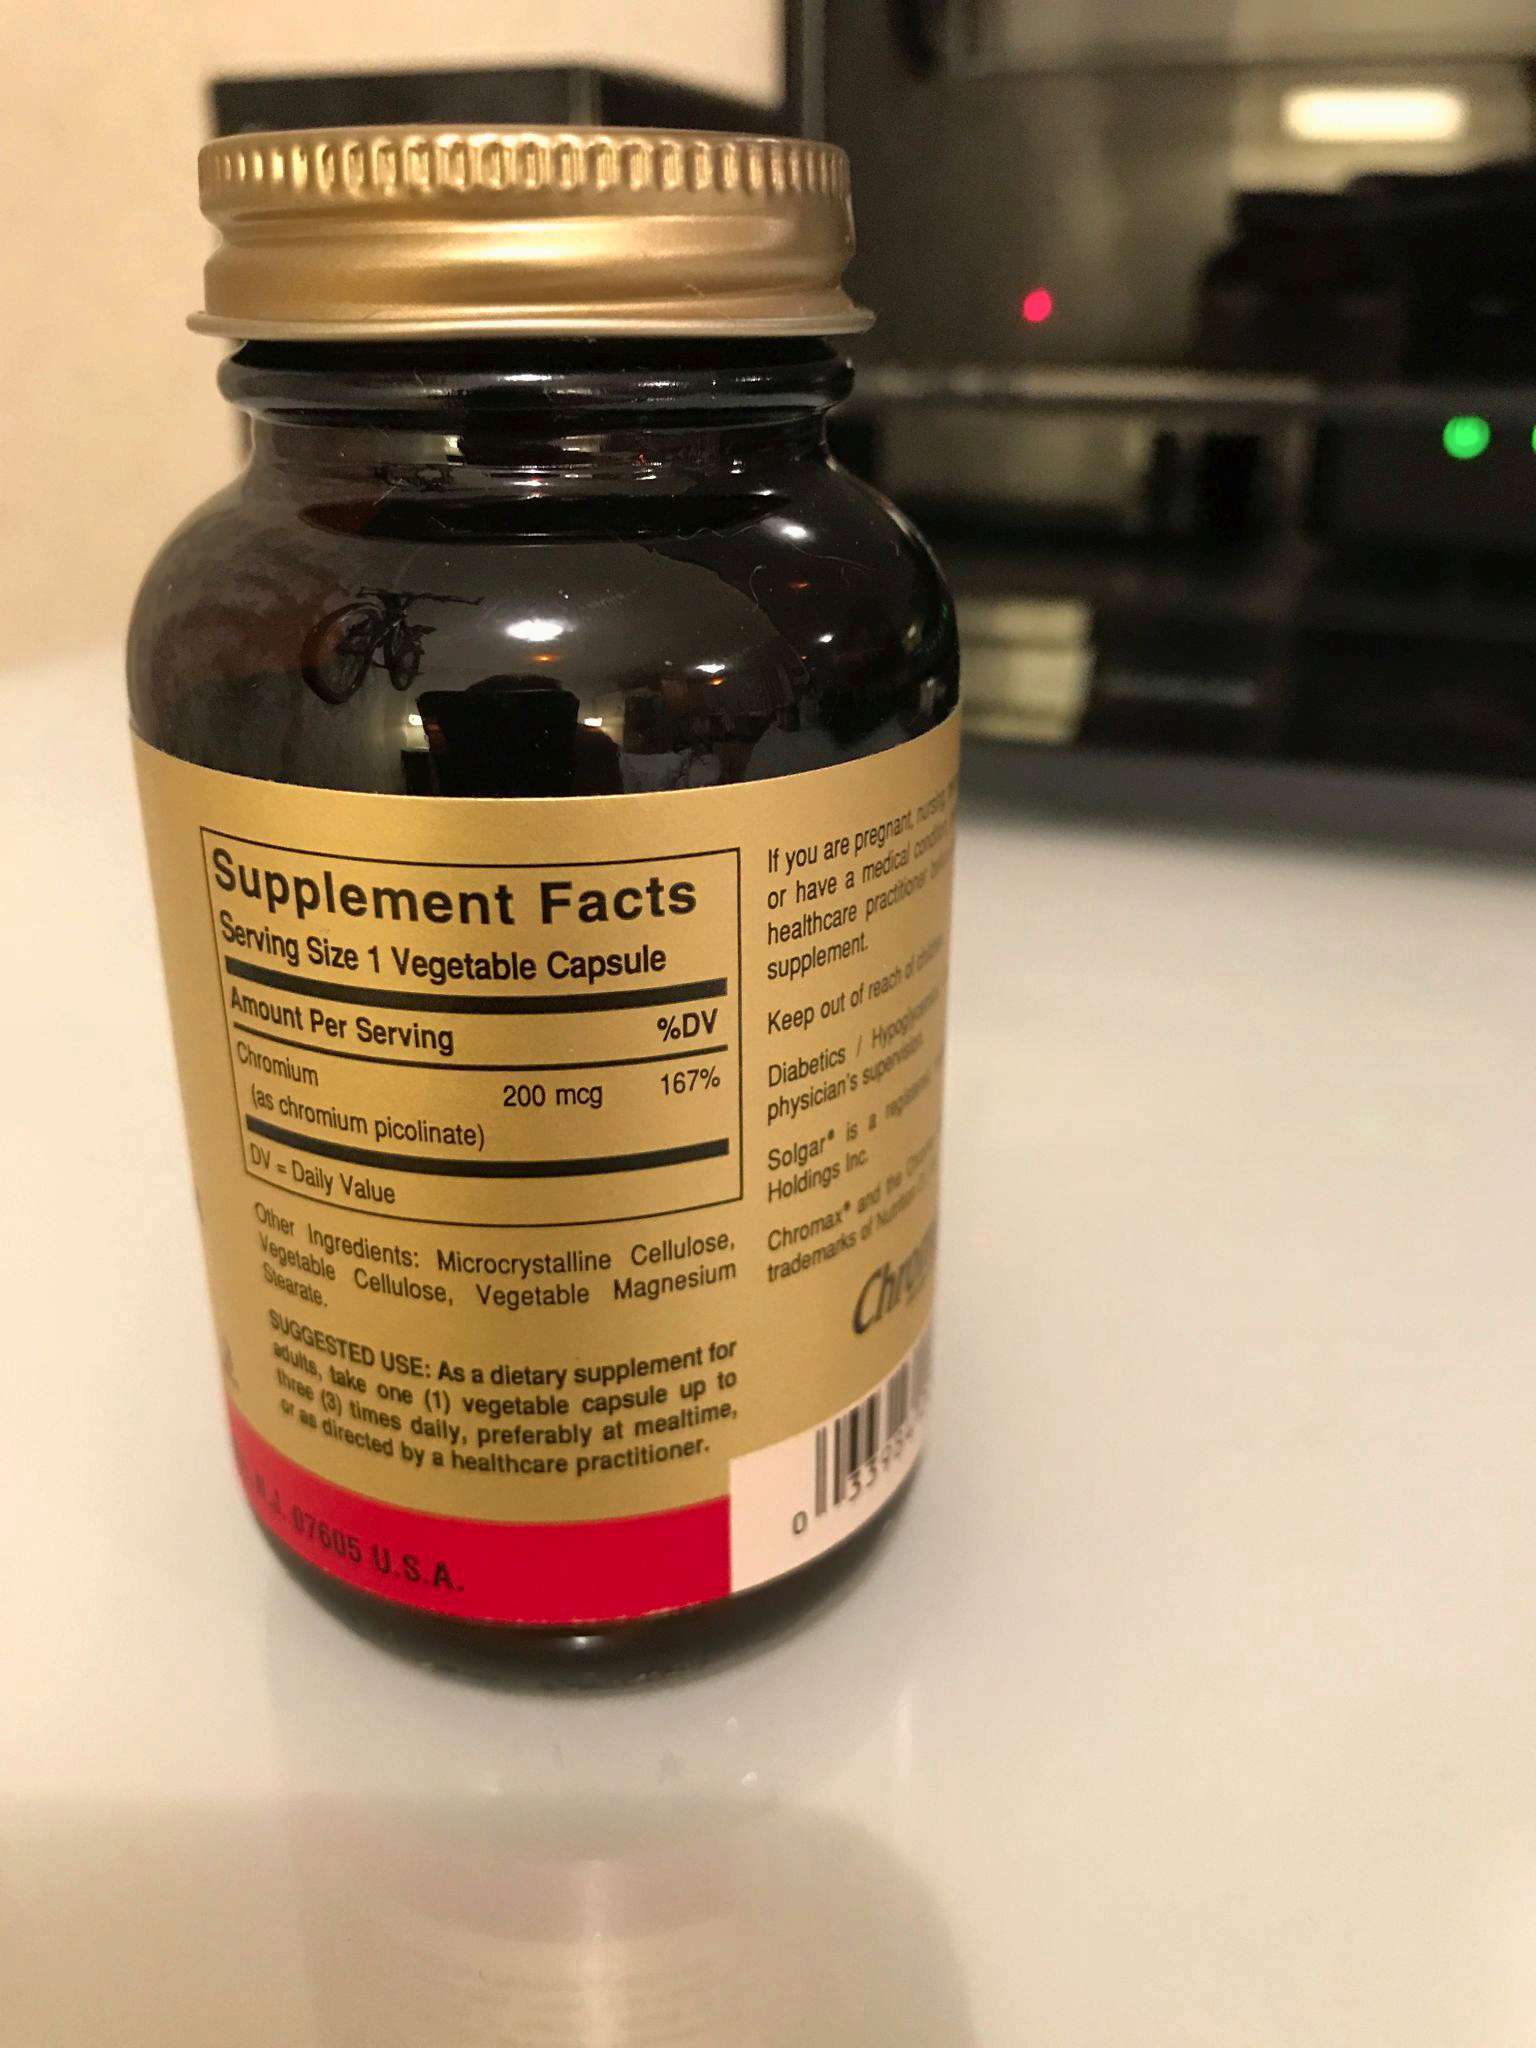 Supplement Facts
Serving Size 1 Vegetable Capsule
Amount Per Serving %DV
Chromium 200 mcg 167%
(as chromium picolinate)
DV = Daily Value
Other Ingredients: Microcrystalline Cellulose,
Vegetable Cellulose, Vegetable Magnesium
Stearate.
SUGGESTED USE: As a dietary supplement for
adults, take one (1) vegetable capsule up to
three (3) times daily, preferably at mealtime,
or as directed by a healthcare practitioner.
N.J. 07605 U.S.A.
If you are pregnant, nursing
or have a medical
healthcare practitioner
supplement.
Keep out of reach of
Diabetics /
physician's supervision.
Solgar® is a
Holdings Inc.
Chromax® and the
trademarks of
0 33984